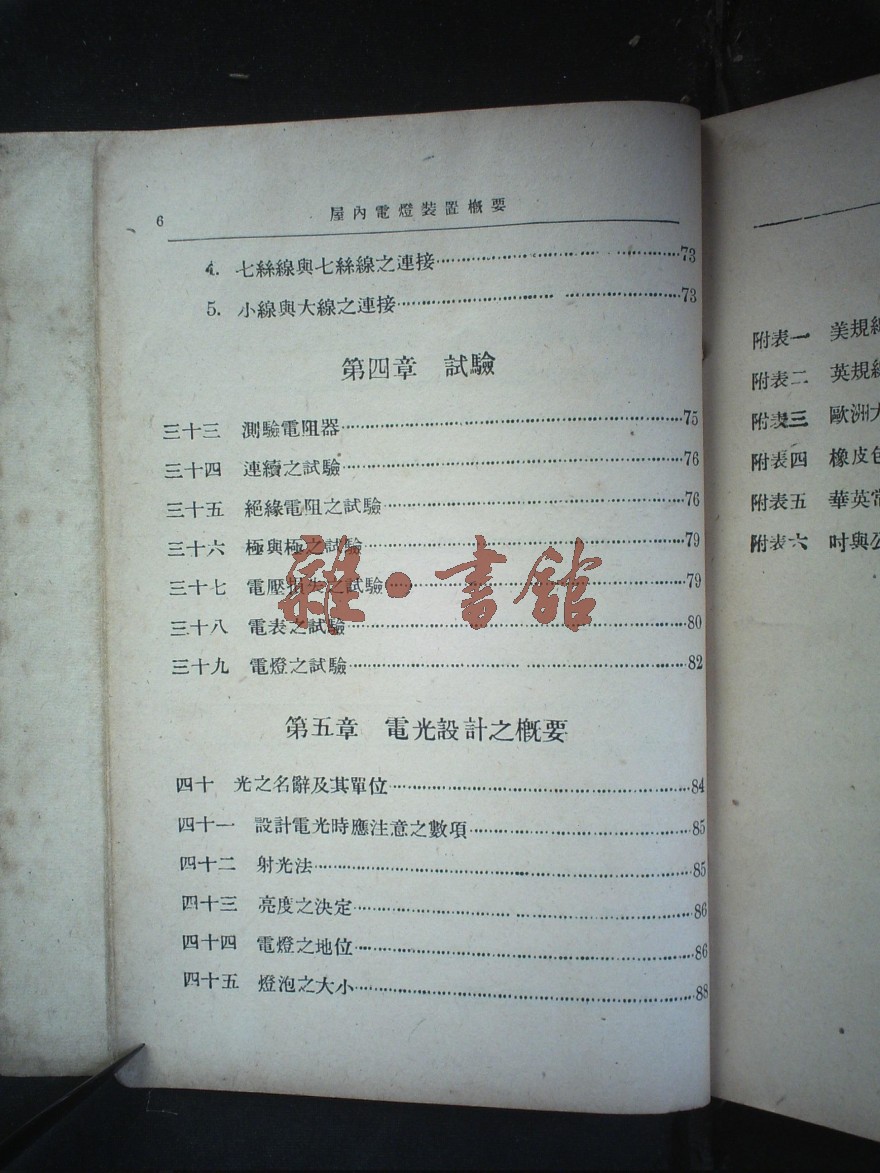 6 屋內電燈裝置概要
4. 七絲線與七絲線之連接 73
5. 小線與大線之連接 73
第四章 試驗
三十三 測驗電阻器 75
三十四 連續之試驗 76
三十五 絕緣電阻之試驗 76
三十六 極與極之試驗 79
三十七 電壓損失之試驗 79
三十八 電表之試驗 80
三十九 電燈之試驗 82
雜·書館
第五章 電光設計之概要
四十 光之名辭及其單位 84
四十一 設計電光時應注意之數項 85
四十二 射光法 85
四十三 亮度之決定 86
四十四 電燈之地位 86
四十五 燈泡之大小 88
附表一 美規線
附表二 英規線
附表三 歐洲大
附表四 橡皮包
附表五 華英常
附表六 吋與公